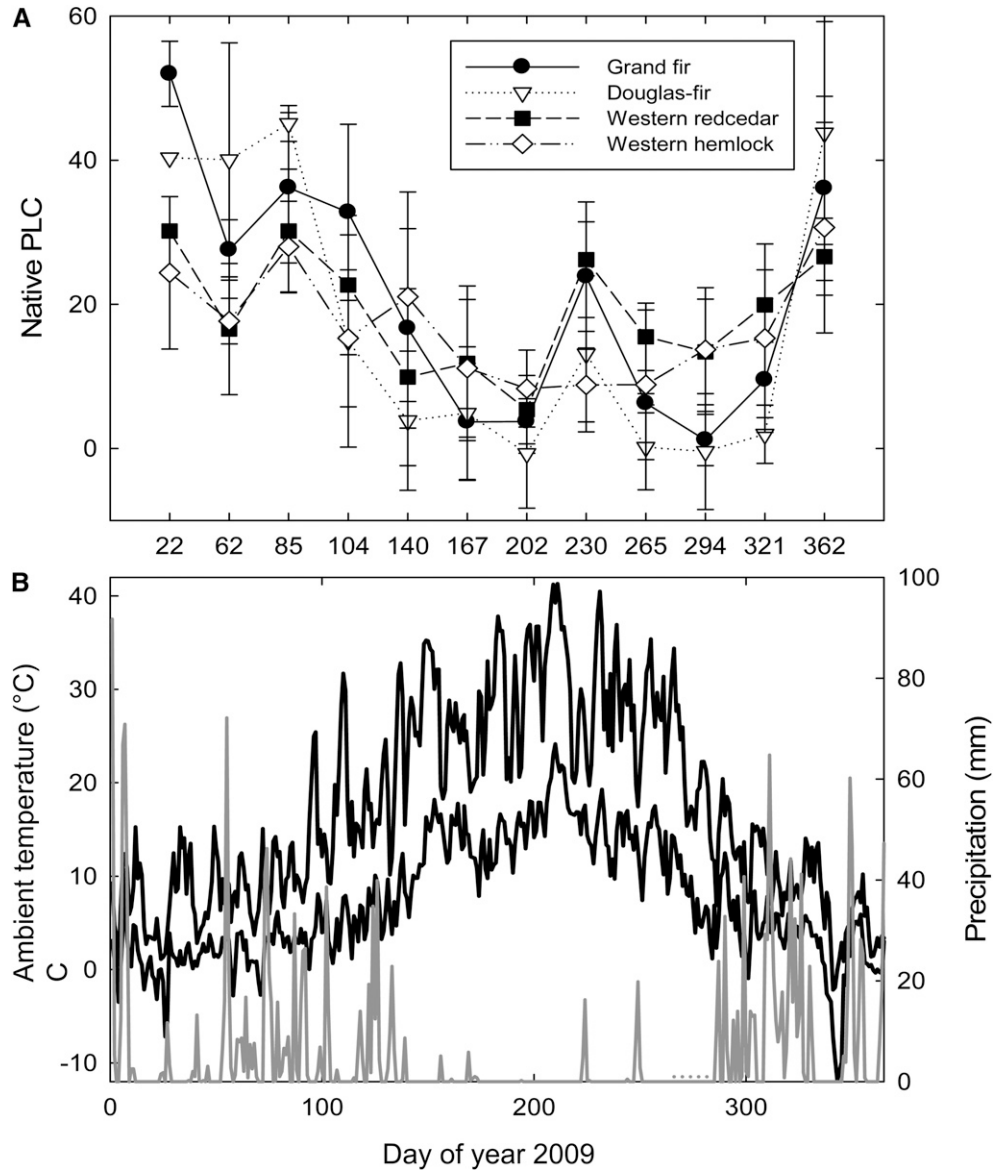 A
60
40
20
0
Native PLC
Grand fir
Douglas-fir
Western redcedar
Western hemlock
22 62 85 104 140 167 202 230 265 294 321 362
B
40
30
20
10
0
-10
Ambient temperature (°C)
C
100
80
60
40
20
0
Precipitation (mm)
0 100 200 300
Day of year 2009